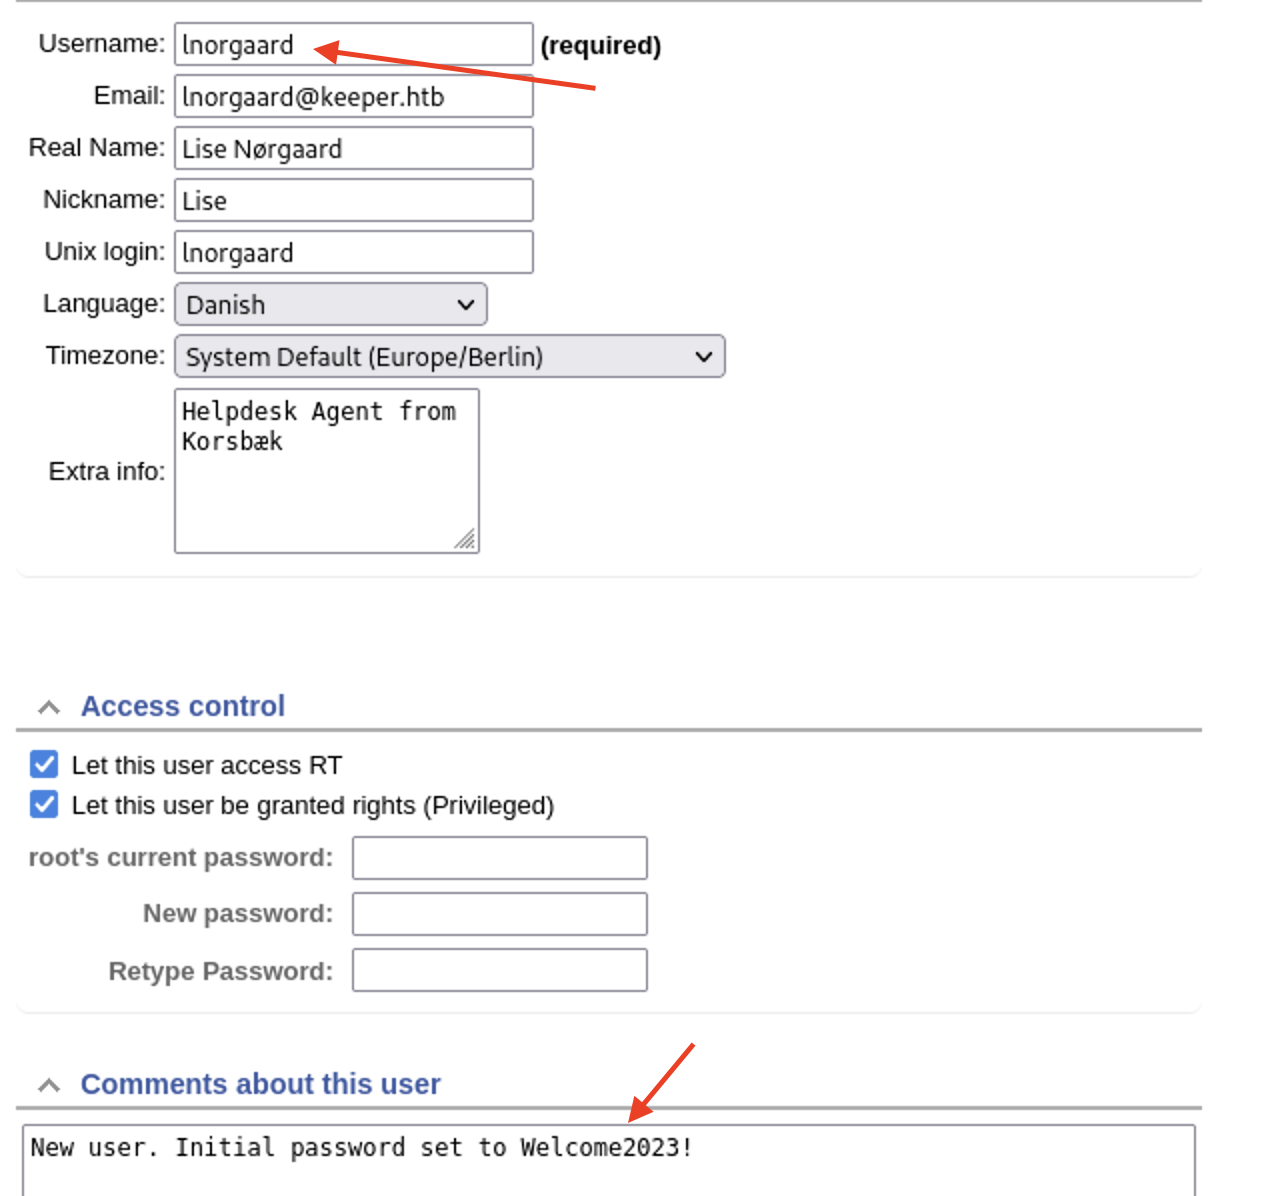 Username: lnorgaard (required)
Email: lnorgaard@keeper.htb
Real Name: Lise Nørgaard
Nickname: Lise
Unix login: lnorgaard
Language: Danish
Timezone: System Default (Europe/Berlin)
Extra info: Helpdesk Agent from
Korsbæk
Access control
Let this user access RT
Let this user be granted rights (Privileged)
root's current password:
New password:
Retype Password:
Comments about this user
New user. Initial password set to Welcome2023!